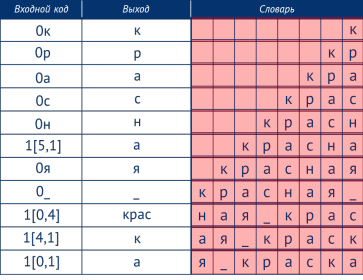 Входной код Выход Словарь
0к к к
0р р к р
0а а к р а
0с с к р а с
0н н к р а с н
1[5,1] а к р а с н а
0я я к р а с н а я
0_ _ к р а с н а я _
1[0,4] крас н а я _ к р а с
1[4,1] к а я _ к р а с к
1[0,1] а я _ к р а с к а